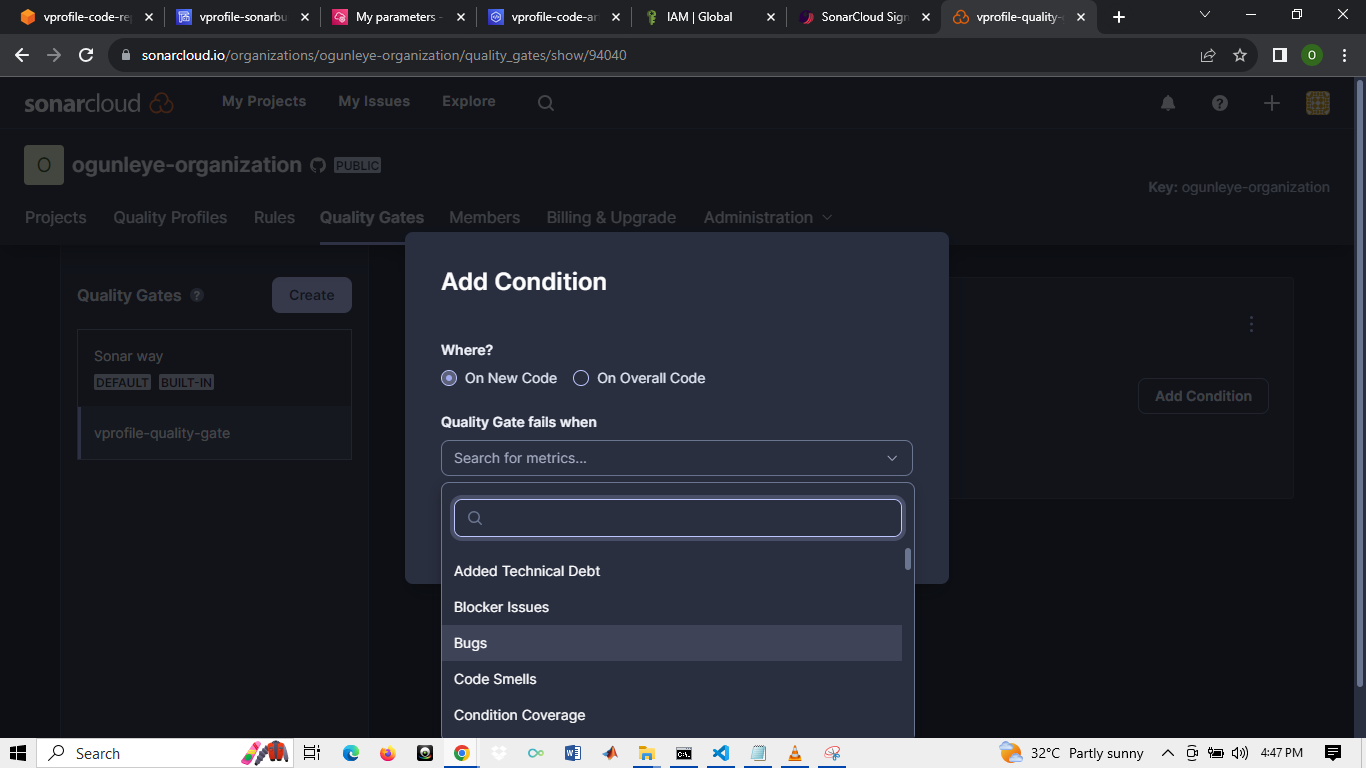 vprofile-code-rep
vprofile-sonarbu
My parameters -
vprofile-code-ar
IAM | Global
SonarCloud Sign
vprofile-quality-
sonarcloud.io/organizations/ogunleye-organization/quality_gates/show/94040
O
sonarcloud
My Projects
My Issues
Explore
O
ogunleye-organization
PUBLIC
Key: ogunleye-organization
Projects
Quality Profiles
Rules
Quality Gates
Members
Billing & Upgrade
Administration
Quality Gates
Create
Sonar way
DEFAULT BUILT-IN
vprofile-quality-gate
Add Condition
Add Condition
Where?
On New Code
On Overall Code
Quality Gate fails when
Search for metrics...
Added Technical Debt
Blocker Issues
Bugs
Code Smells
Condition Coverage
Search
32°C Partly sunny
4:47 PM